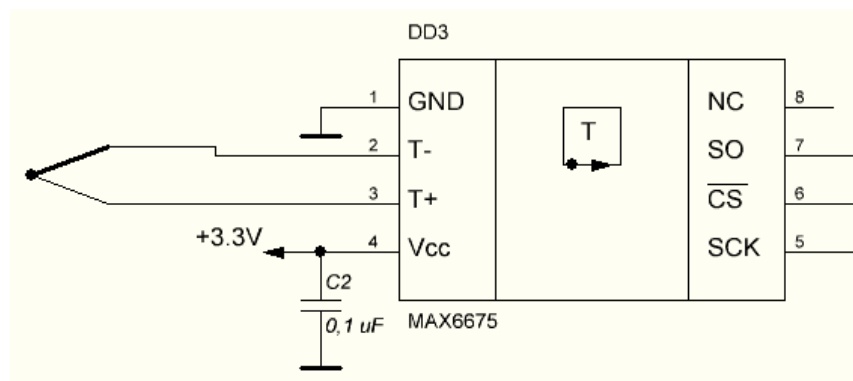 DD3
1 GND
2 T-
3 T+
4 Vcc
+3.3V
C2
0,1 uF
T
NC 8
SO 7
CS 6
SCK 5
MAX6675